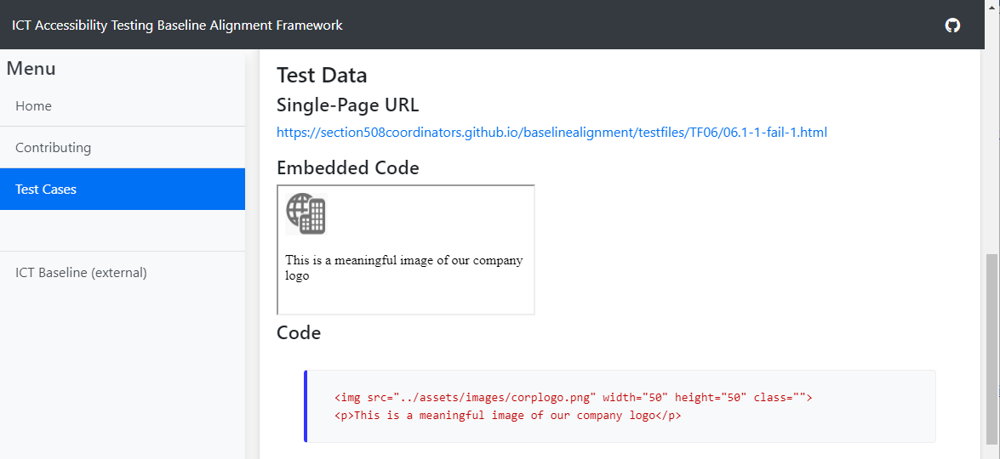 ICT Accessibility Testing Baseline Alignment Framework
Menu
Home
Contributing
Test Cases
ICT Baseline (external)
Test Data
Single-Page URL
https://section508coordinators.github.io/baselinealignment/testfiles/TF06/06.1-1-fail-1.html
Embedded Code
This is a meaningful image of our company
logo
Code
<img src="../assets/images/corplogo.png" width="50" height="50" class="">
<p>This is a meaningful image of our company logo</p>